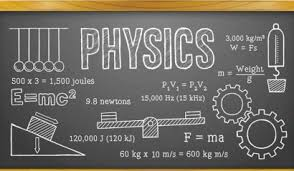 PHYSICS
3,000 kg/m³
W = Fs
500 x 3 = 1,500 joules
E=mc²
9.8 newtons
P₁V₁ = P₂V₂
15,000 Hz (15 kHz)
m = Weight
g
120,000 J (120 kJ)
F = ma
60 kg x 10 m/s = 600 kg m/s